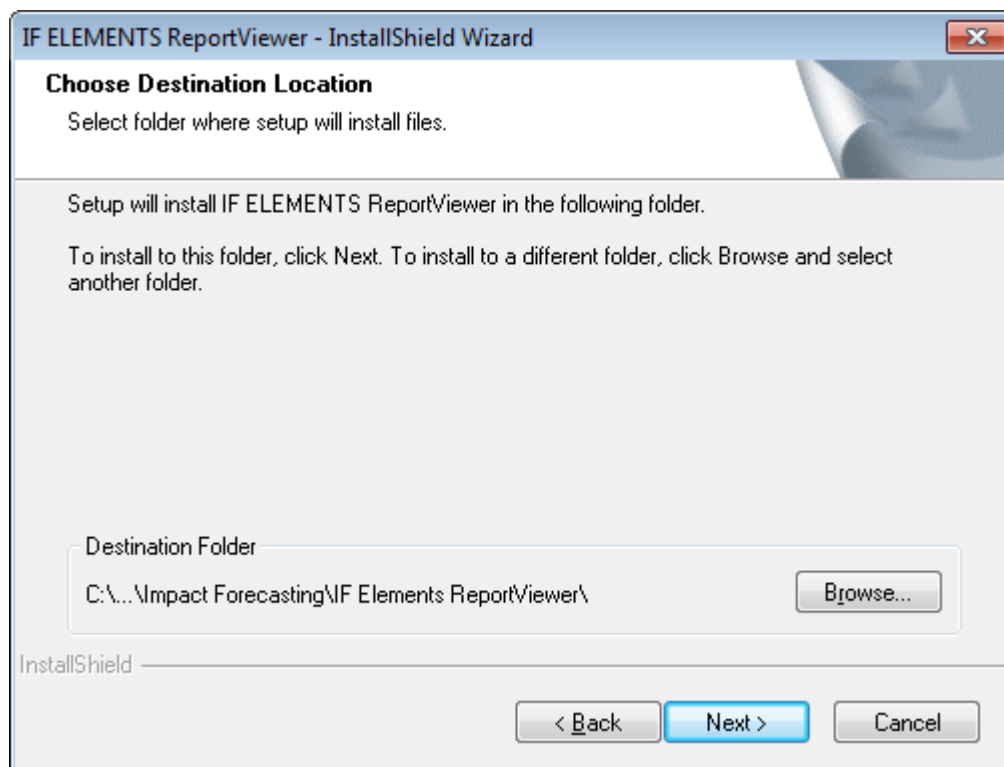 IF ELEMENTS ReportViewer - InstallShield Wizard
Choose Destination Location
Select folder where setup will install files.
Setup will install IF ELEMENTS ReportViewer in the following folder.
To install to this folder, click Next. To install to a different folder, click Browse and select
another folder.
Destination Folder
C:\...\Impact Forecasting\IF Elements ReportViewer\
Browse...
InstallShield
< Back
Next >
Cancel